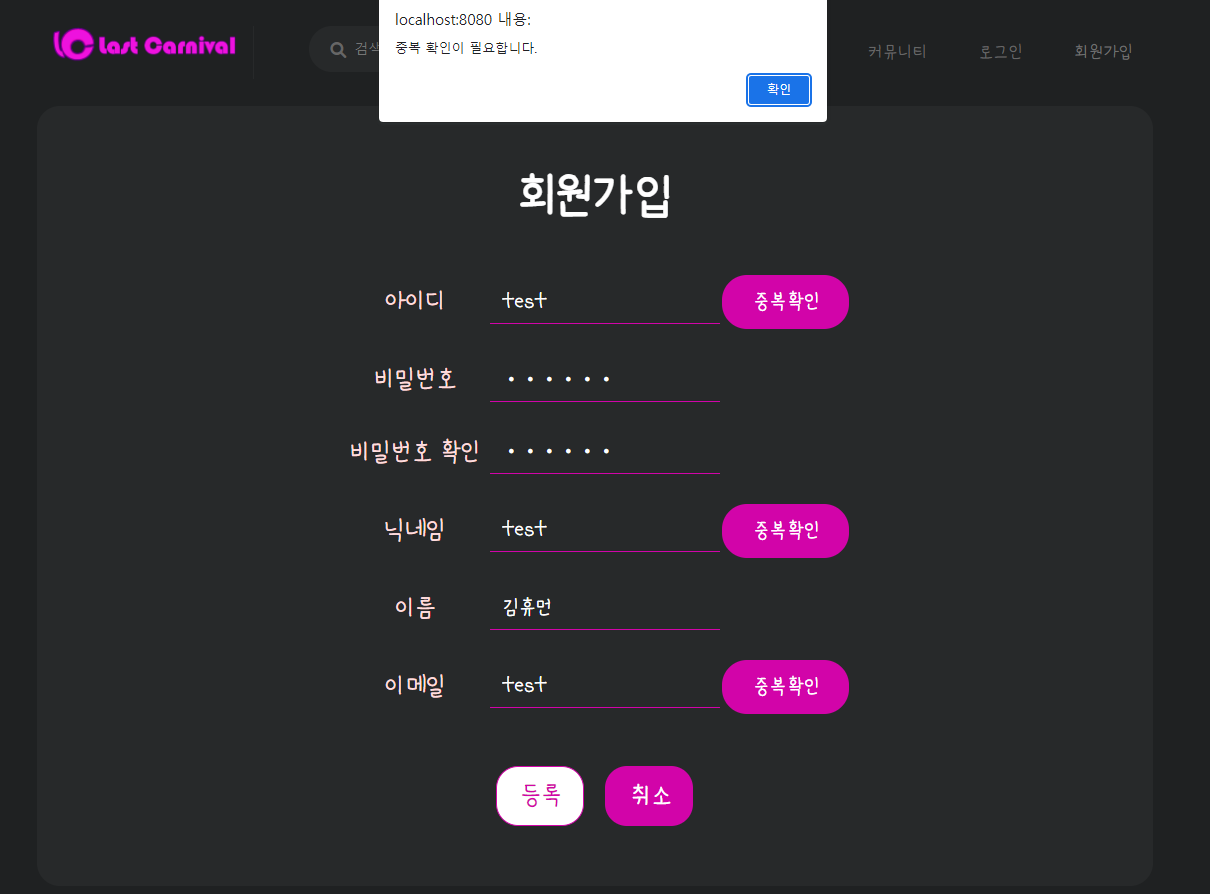 localhost:8080 내용:
중복 확인이 필요합니다.
확인
Last Carnival
검색
커뮤니티
로그인
회원가입
회원가입
아이디 test 중복확인
비밀번호 ••••••
비밀번호 확인 ••••••
닉네임 test 중복확인
이름 김휴먼
이메일 test 중복확인
등록 취소